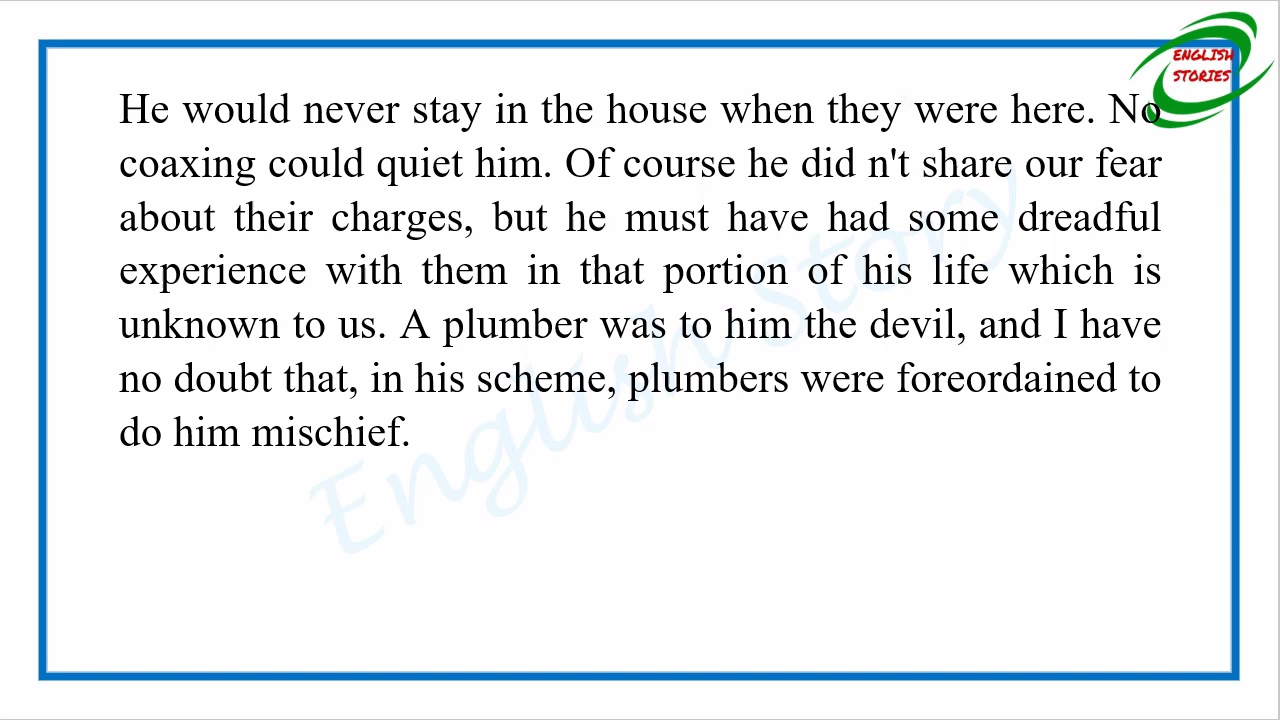 ENGLISH
STORIES
He would never stay in the house when they were here. No
coaxing could quiet him. Of course he did n't share our fear
about their charges, but he must have had some dreadful
experience with them in that portion of his life which is
unknown to us. A plumber was to him the devil, and I have
no doubt that, in his scheme, plumbers were foreordained to
do him mischief.
English Story